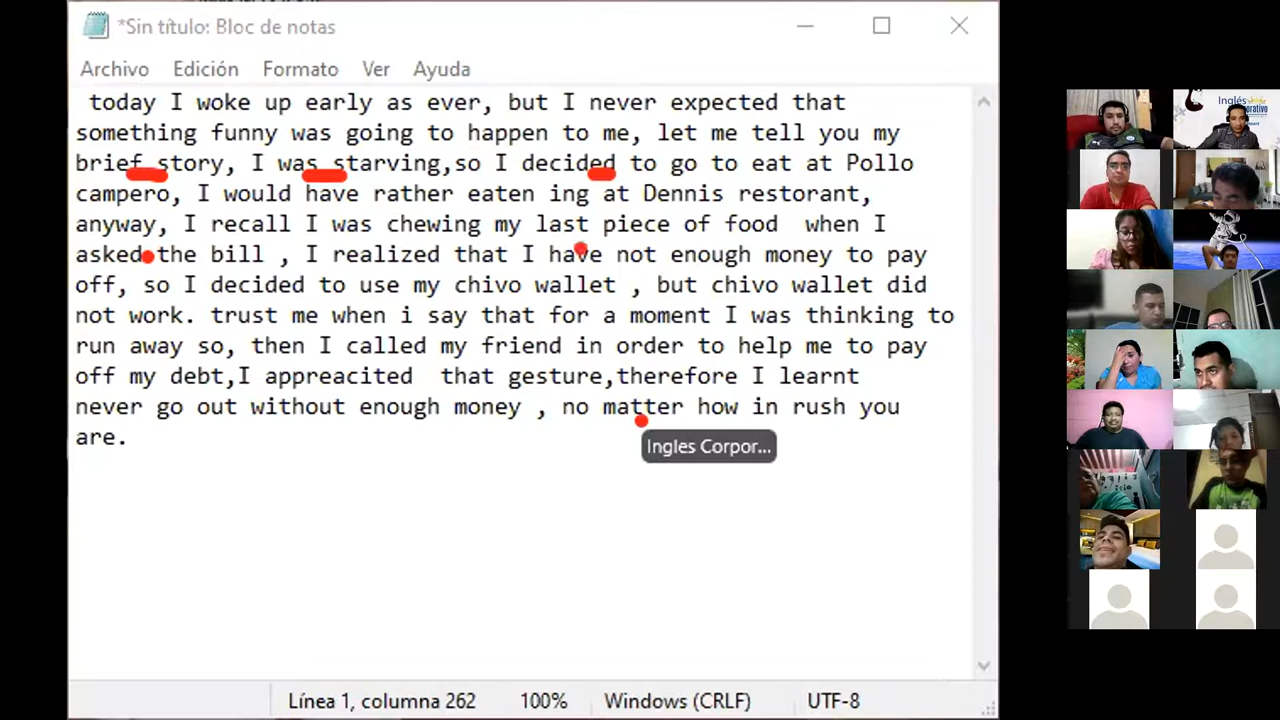 *Sin título: Bloc de notas
Archivo Edición Formato Ver Ayuda
today I woke up early as ever, but I never expected that
something funny was going to happen to me, let me tell you my
brief story, I was starving,so I decided to go to eat at Pollo
campero, I would have rather eaten ing at Dennis restorant,
anyway, I recall I was chewing my last piece of food when I
asked the bill , I realized that I have not enough money to pay
off, so I decided to use my chivo wallet , but chivo wallet did
not work. trust me when i say that for a moment I was thinking to
run away so, then I called my friend in order to help me to pay
off my debt,I appreacited that gesture,therefore I learnt
never go out without enough money , no matter how in rush you
are.
Ingles Corpor...
Línea 1, columna 262 100% Windows (CRLF) UTF-8
Inglés